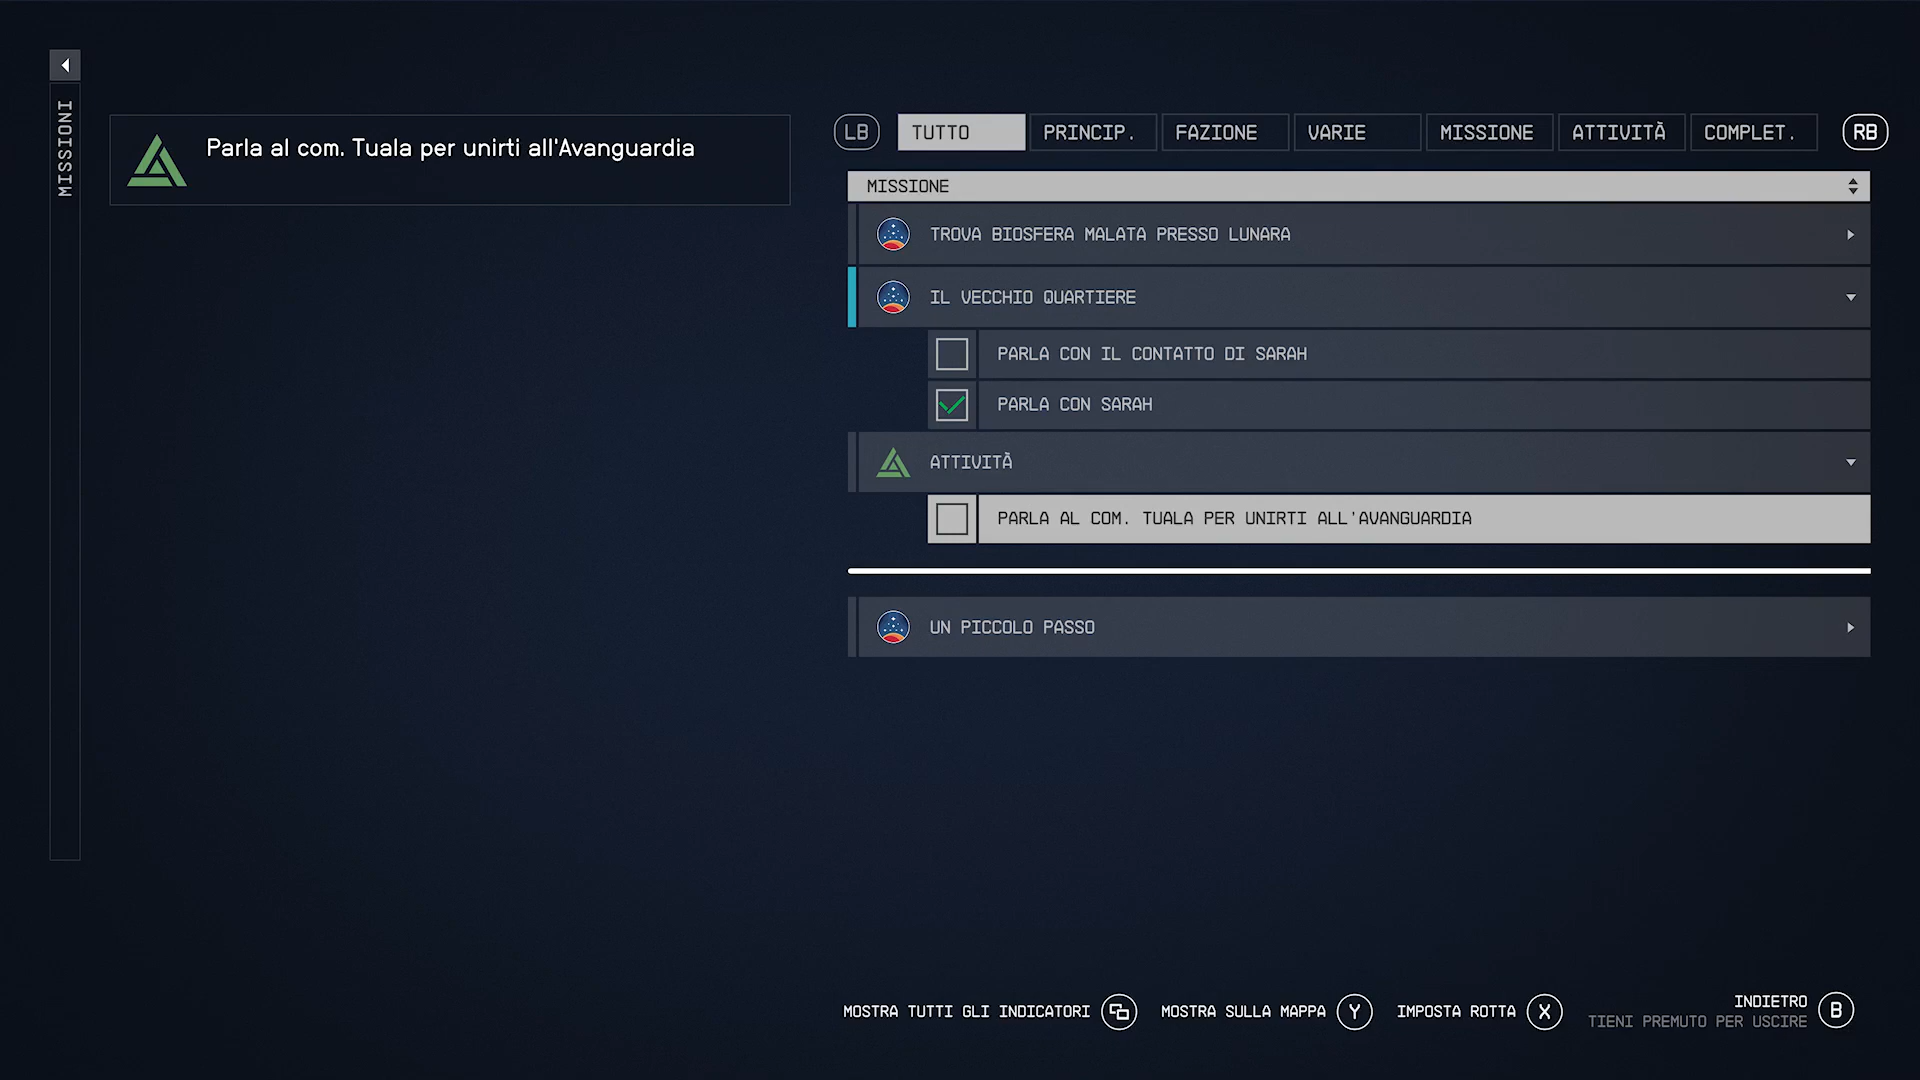 MISSIONI
Parla al com. Tuala per unirti all'Avanguardia
LB TUTTO PRINCIP. FAZIONE VARIE MISSIONE ATTIVITÀ COMPLET. RB
MISSIONE
TROVA BIOSFERA MALATA PRESSO LUNARA
IL VECCHIO QUARTIERE
PARLA CON IL CONTATTO DI SARAH
PARLA CON SARAH
ATTIVITÀ
PARLA AL COM. TUALA PER UNIRTI ALL'AVANGUARDIA
UN PICCOLO PASSO
MOSTRA TUTTI GLI INDICATORI MOSTRA SULLA MAPPA Y IMPOSTA ROTTA X INDIETRO B
TIENI PREMUTO PER USCIRE